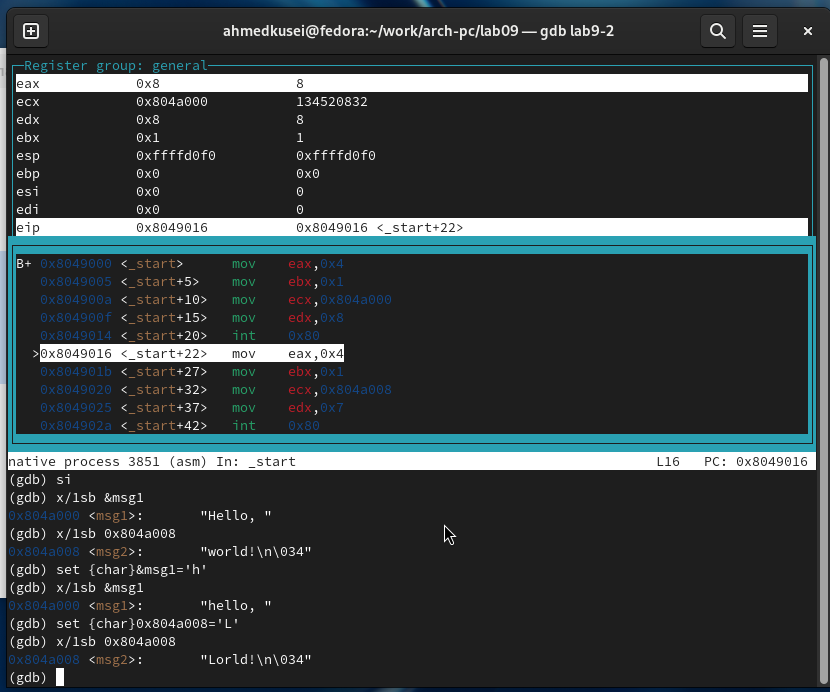 ahmedkusei@fedora:~/work/arch-pc/lab09 — gdb lab9-2
Register group: general
eax 0x8 8
ecx 0x804a000 134520832
edx 0x8 8
ebx 0x1 1
esp 0xffffd0f0 0xffffd0f0
ebp 0x0 0x0
esi 0x0 0
edi 0x0 0
eip 0x8049016 0x8049016 <_start+22>
B+ 0x8049000 <_start> mov eax,0x4
0x8049005 <_start+5> mov ebx,0x1
0x804900a <_start+10> mov ecx,0x804a000
0x804900f <_start+15> mov edx,0x8
0x8049014 <_start+20> int 0x80
>0x8049016 <_start+22> mov eax,0x4
0x804901b <_start+27> mov ebx,0x1
0x8049020 <_start+32> mov ecx,0x804a008
0x8049025 <_start+37> mov edx,0x7
0x804902a <_start+42> int 0x80
native process 3851 (asm) In: _start L16 PC: 0x8049016
(gdb) si
(gdb) x/1sb &msg1
0x804a000 <msg1>: "Hello, "
(gdb) x/1sb 0x804a008
0x804a008 <msg2>: "world!\n\034"
(gdb) set {char}&msg1='h'
(gdb) x/1sb &msg1
0x804a000 <msg1>: "hello, "
(gdb) set {char}0x804a008='L'
(gdb) x/1sb 0x804a008
0x804a008 <msg2>: "Lorld!\n\034"
(gdb)